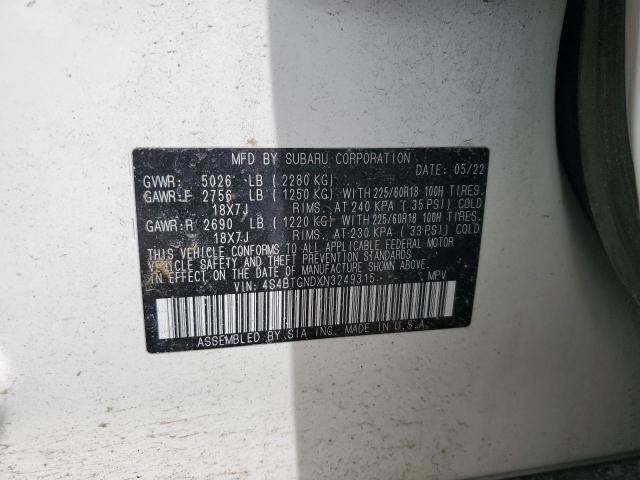 MFD BY SUBARU CORPORATION
DATE: 05/22
GVWR: 5026 LB ( 2280 KG)
GAWR:F 2756 LB ( 1250 KG) WITH 225/60R18 100H TIRES.
18X7J RIMS. AT 240 KPA ( 35 PSI) COLD
GAWR:R 2690 LB ( 1220 KG) WITH 225/60R18 100H TIRES.
18X7J RIMS. AT 230 KPA ( 33 PSI) COLD
THIS VEHICLE CONFORMS TO ALL APPLICABLE FEDERAL MOTOR
VEHICLE SAFETY AND THEFT PREVENTION STANDARDS
IN EFFECT ON THE DATE OF MANUFACTURE SHOWN ABOVE.
VIN: 4S4BTGNDXN3249315 MPV
ASSEMBLED BY SIA INC. MADE IN U.S.A.